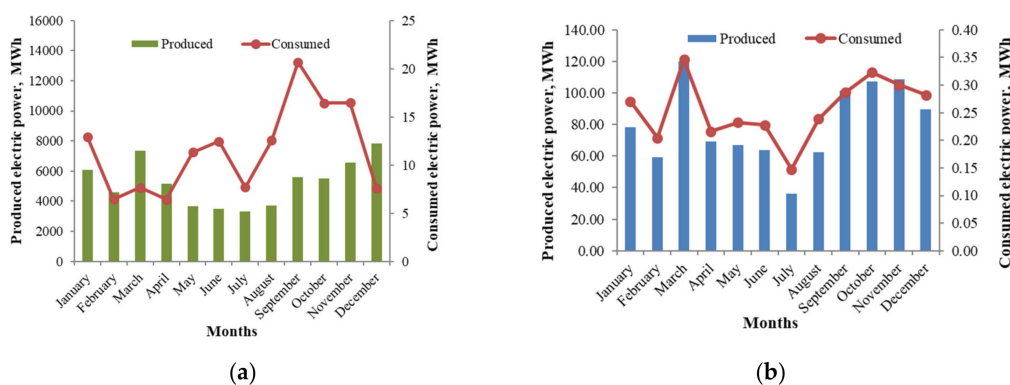 16000
14000
12000
10000
8000
6000
4000
2000
0
Produced electric power, MWh
Produced
Consumed
25
20
15
10
5
0
Consumed electric power, MWh
January
February
March
April
May
June
July
August
September
October
November
December
Months
(a)
140.00
120.00
100.00
80.00
60.00
40.00
20.00
0.00
Produced electric power, MWh
Produced
Consumed
0.40
0.35
0.30
0.25
0.20
0.15
0.10
0.05
0.00
Consumed electric power, MWh
January
February
March
April
May
June
July
August
September
October
November
December
Months
(b)